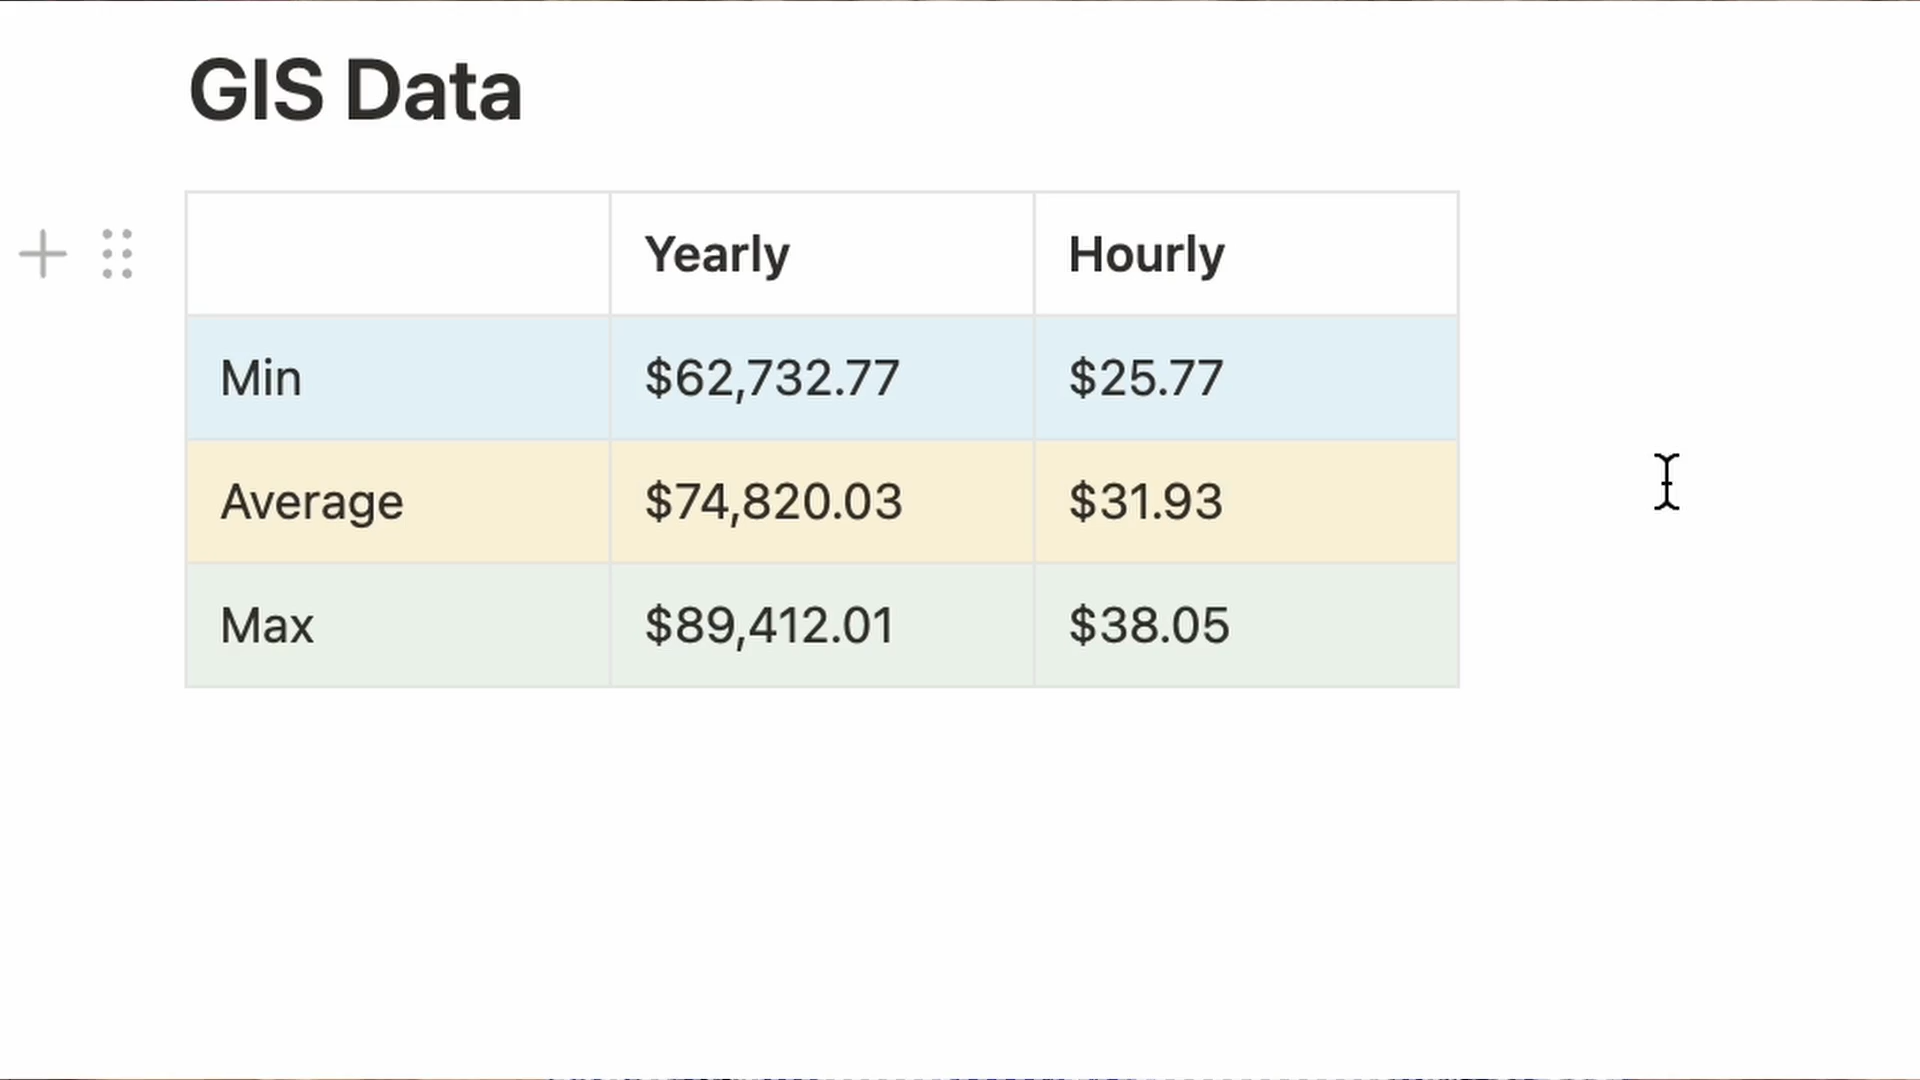 GIS Data
Yearly Hourly
Min $62,732.77 $25.77
Average $74,820.03 $31.93
Max $89,412.01 $38.05